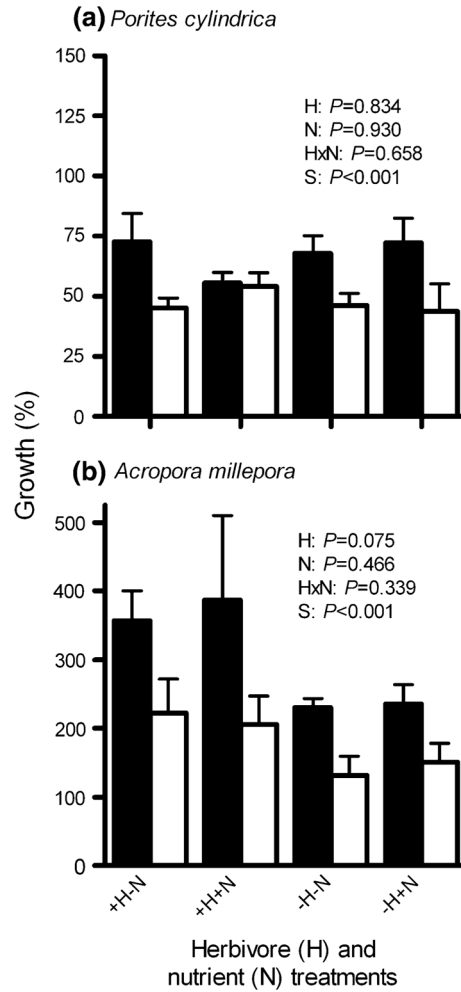 (a) Porites cylindrica
150
125
100
75
50
25
0
H: P=0.834
N: P=0.930
HxN: P=0.658
S: P<0.001
Growth (%)
(b) Acropora millepora
500
400
300
200
100
0
H: P=0.075
N: P=0.466
HxN: P=0.339
S: P<0.001
+H-N
+H+N
-H-N
-H+N
Herbivore (H) and
nutrient (N) treatments